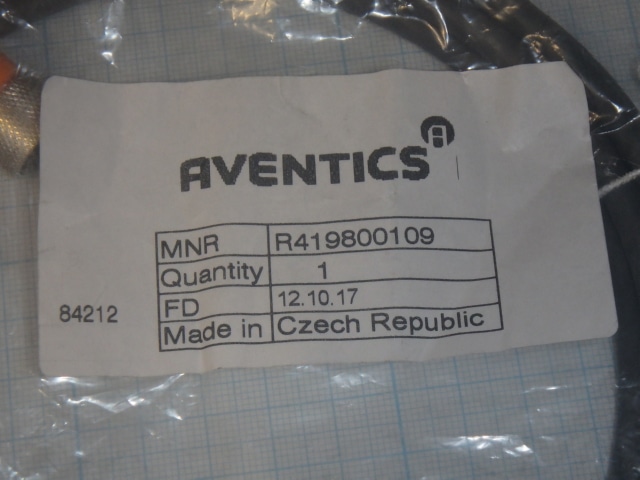 AVENTICS
MNR R419800109
Quantity 1
FD 12.10.17
84212
Made in Czech Republic